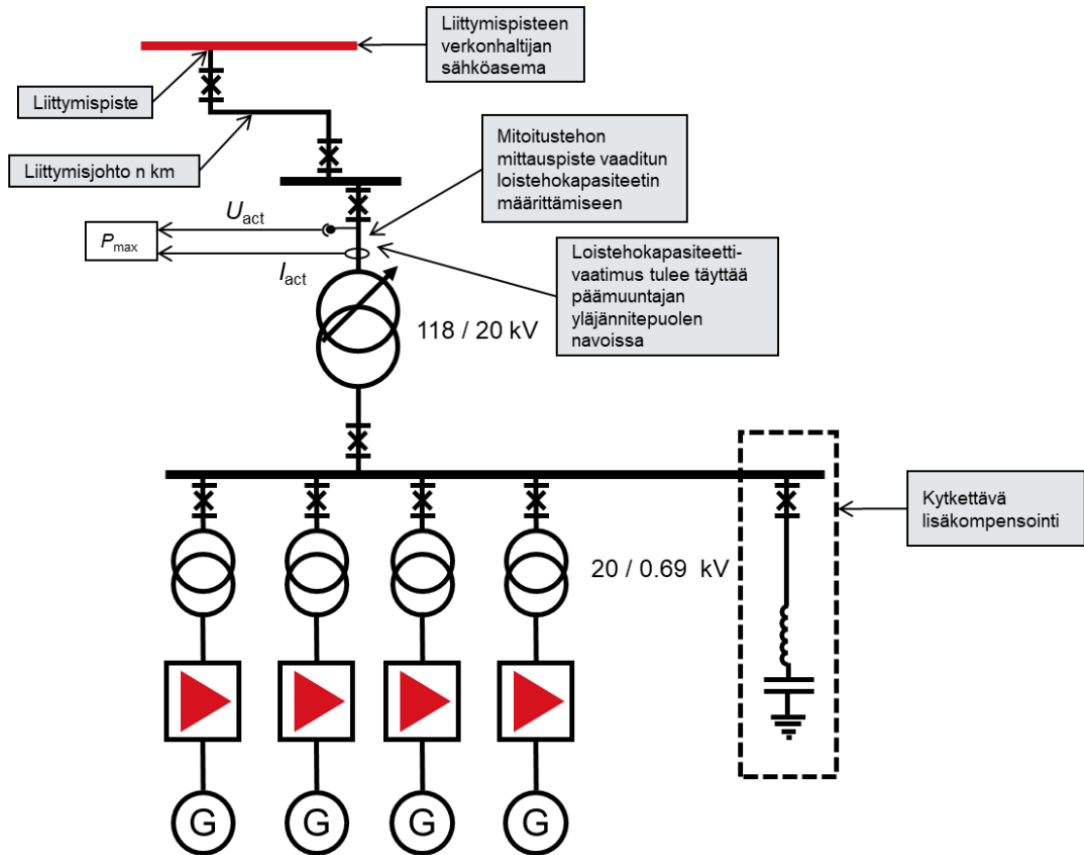 Liittymispisteen
verkonhaltijan
sähköasema
Liittymispiste
Liittymisjohto n km
Mitoitustehon
mittauspiste vaaditun
loistehokapasiteetin
määrittämiseen
Uact
Pmax
Iact
Loistehokapasiteetti-
vaatimus tulee täyttää
päämuuntajan
yläjännitepuolen
navoissa
118 / 20 kV
Kytkettävä
lisäkompensointi
20 / 0.69 kV
G
G
G
G